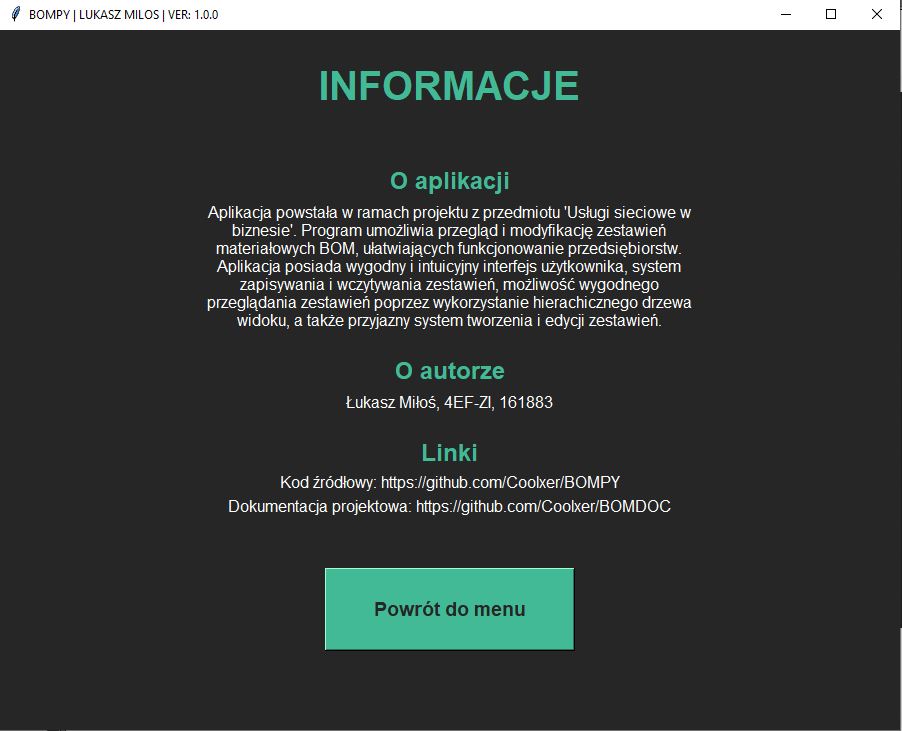 BOMPY | LUKASZ MILOS | VER: 1.0.0
INFORMACJE
O aplikacji
Aplikacja powstała w ramach projektu z przedmiotu 'Usługi sieciowe w
biznesie'. Program umożliwia przegląd i modyfikację zestawień
materiałowych BOM, ułatwiających funkcjonowanie przedsiębiorstw.
Aplikacja posiada wygodny i intuicyjny interfejs użytkownika, system
zapisywania i wczytywania zestawień, możliwość wygodnego
przeglądania zestawień poprzez wykorzystanie hierachicznego drzewa
widoku, a także przyjazny system tworzenia i edycji zestawień.
O autorze
Łukasz Miłoś, 4EF-ZI, 161883
Linki
Kod źródłowy: https://github.com/Coolxer/BOMPY
Dokumentacja projektowa: https://github.com/Coolxer/BOMDOC
Powrót do menu